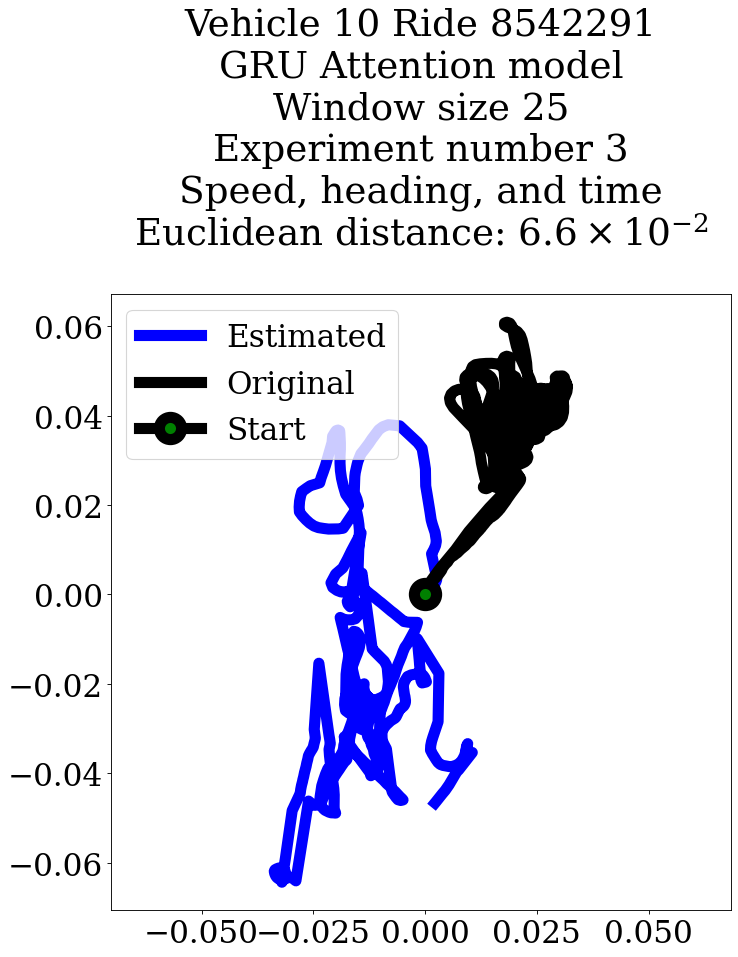 Vehicle 10 Ride 8542291
GRU Attention model
Window size 25
Experiment number 3
Speed, heading, and time
Euclidean distance: 6.6 × 10⁻²
Estimated
Original
Start
0.06
0.04
0.02
0.00
−0.02
−0.04
−0.06
−0.050 −0.025 0.000 0.025 0.050